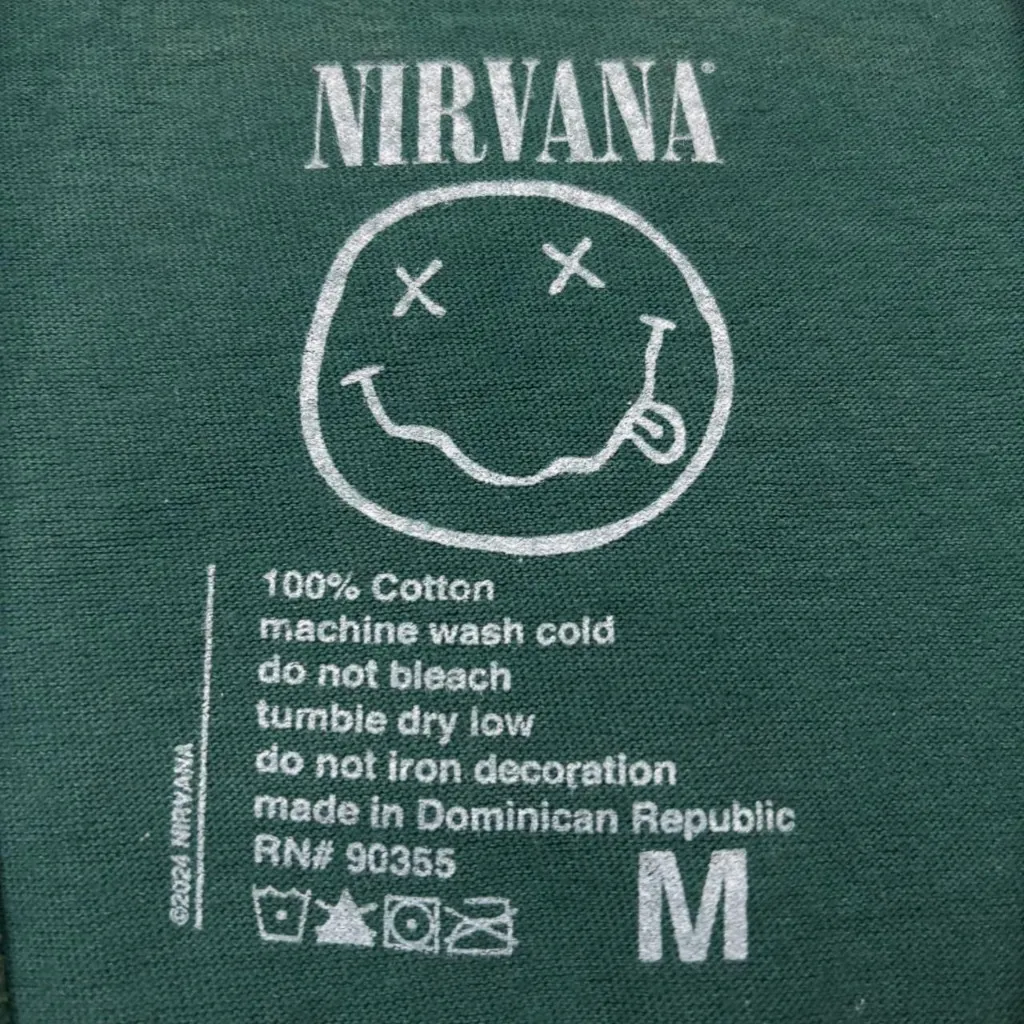 NIRVANA
100% Cotton
machine wash cold
do not bleach
tumble dry low
do not iron decoration
made in Dominican Republic
RN# 90355
M
©2024 NIRVANA